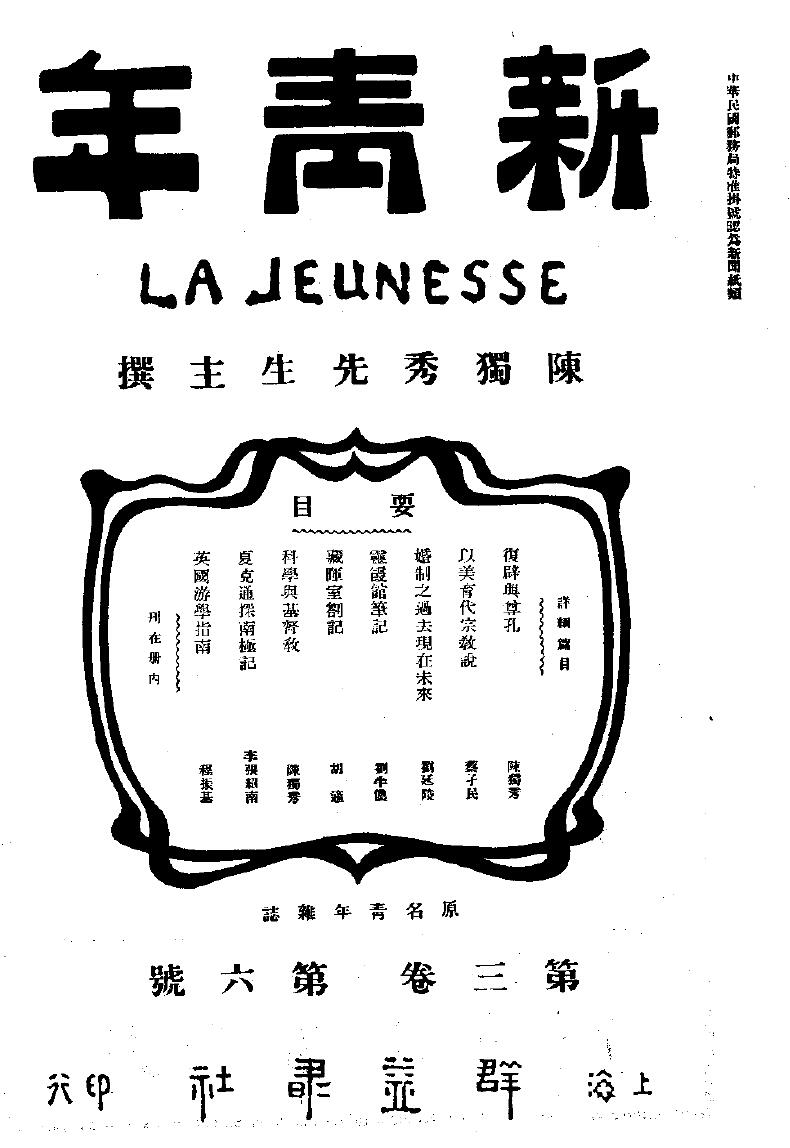 新青年
中華民國郵務局特准掛號認爲新聞紙類
LA JEUNESSE
陳獨秀先生主撰
要目
詳細篇目
復辟與尊孔 陳獨秀
以美育代宗教說 蔡孑民
婚制之過去現在未來 劉延陵
靈霞館筆記 劉半儂
藏暉室劄記 胡適
科學與基督教 陳獨秀
夏克通探南極記 李張紹南
英國游學指南 程振基
刋在册內
原名青年雜誌
第三卷 第六號
上海 群益書社 印行